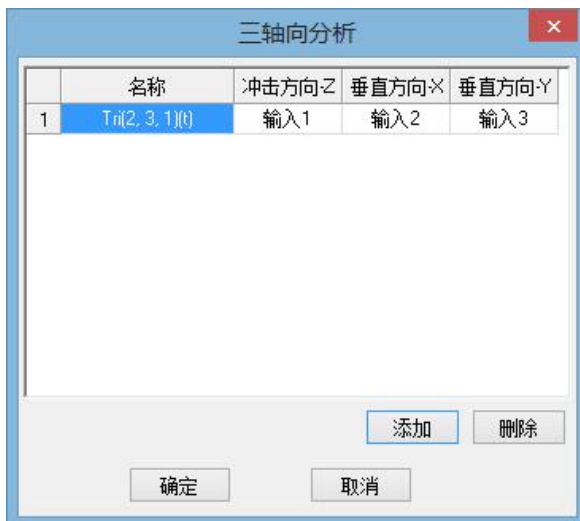 三轴向分析
名称 冲击方向-Z 垂直方向-X 垂直方向-Y
1 Tri(2, 3, 1)(t) 输入1 输入2 输入3
添加 删除
确定 取消